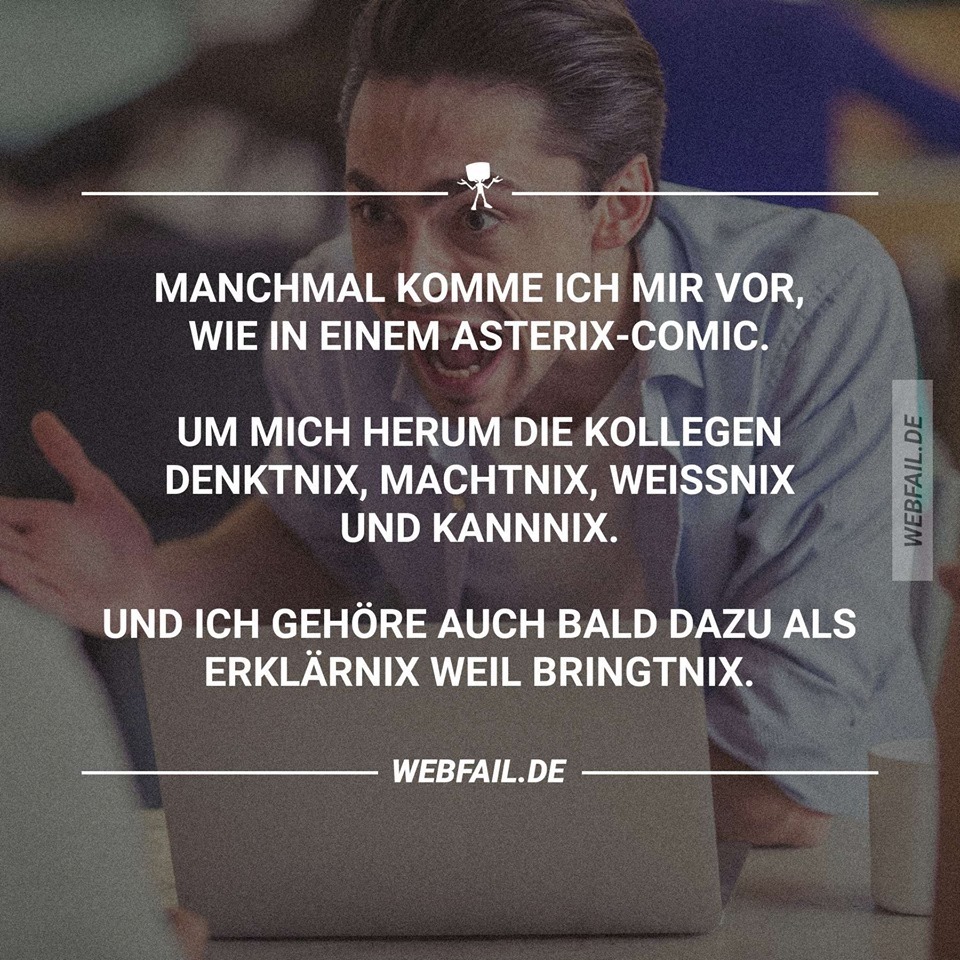 MANCHMAL KOMME ICH MIR VOR,
WIE IN EINEM ASTERIX-COMIC.
UM MICH HERUM DIE KOLLEGEN
DENKTNIX, MACHTNIX, WEISSNIX
UND KANNNIX.
UND ICH GEHÖRE AUCH BALD DAZU ALS
ERKLÄRNIX WEIL BRINGTNIX.
WEBFAIL.DE
WEBFAIL.DE